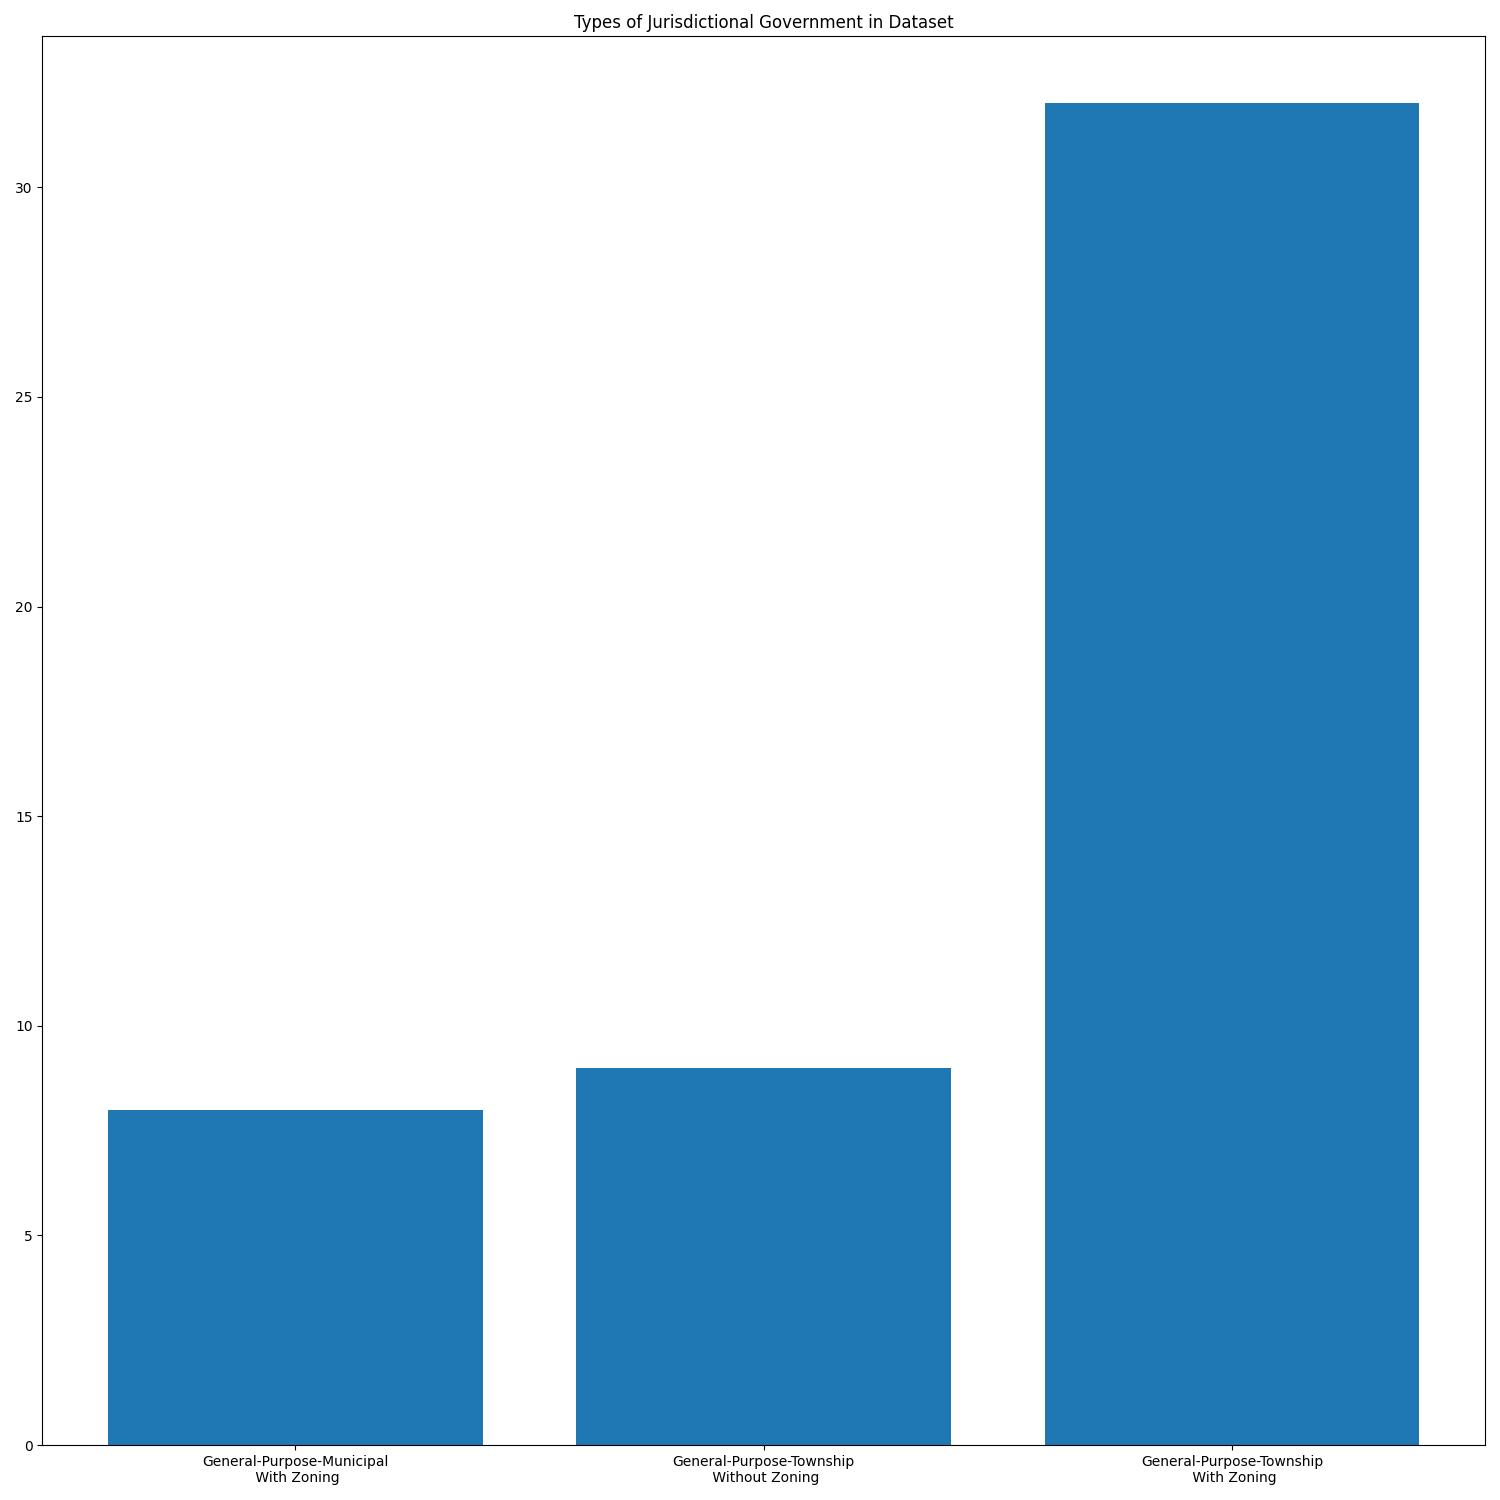 Types of Jurisdictional Government in Dataset
30
25
20
15
10
5
0
General-Purpose-Municipal
With Zoning
General-Purpose-Township
Without Zoning
General-Purpose-Township
With Zoning